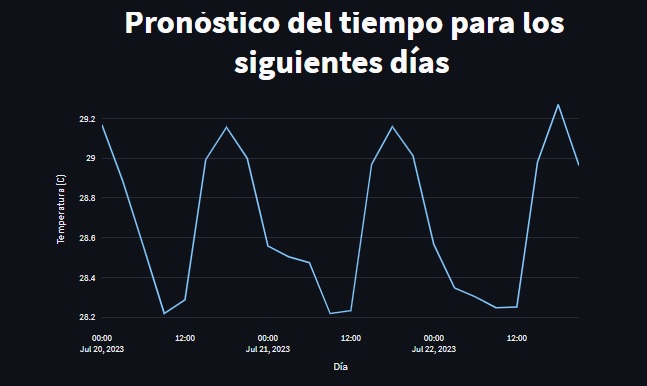 Pronóstico del tiempo para los
siguientes días
29.2
29
28.8
28.6
28.4
28.2
Temperatura [C]
00:00
Jul 20, 2023
12:00
00:00
Jul 21, 2023
12:00
00:00
Jul 22, 2023
12:00
Día